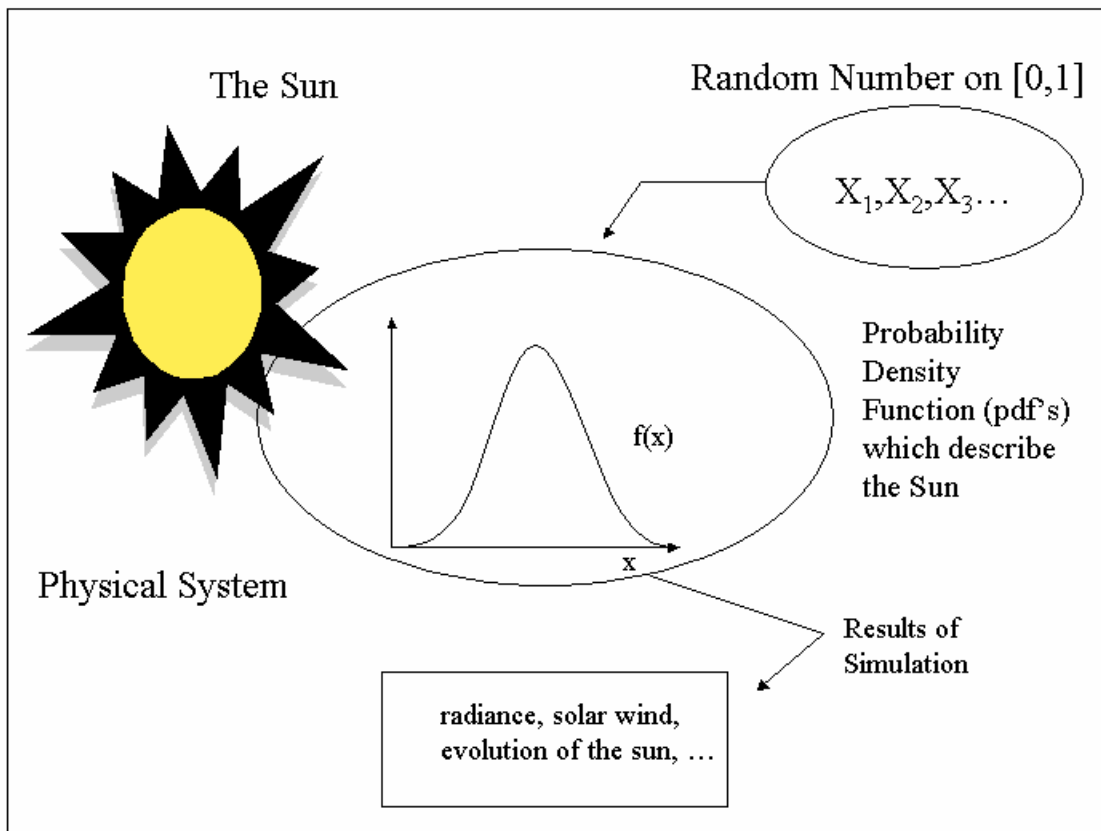 The Sun
Random Number on [0,1]
X₁,X₂,X₃…
Probability
Density
Function (pdf's)
which describe
the Sun
f(x)
x
Physical System
Results of
Simulation
radiance, solar wind,
evolution of the sun, …